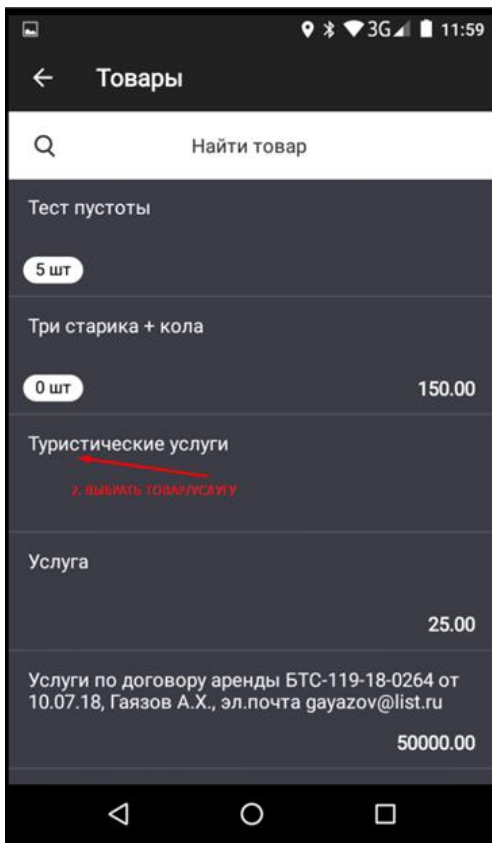 3G 11:59
Товары
Найти товар
Тест пустоты
5 шт
Три старика + кола
0 шт 150.00
Туристические услуги
2. ВЫБРАТЬ ТОВАР/УСЛУГУ
Услуга
25.00
Услуги по договору аренды БТС-119-18-0264 от
10.07.18, Гаязов А.Х., эл.почта gayazov@list.ru
50000.00